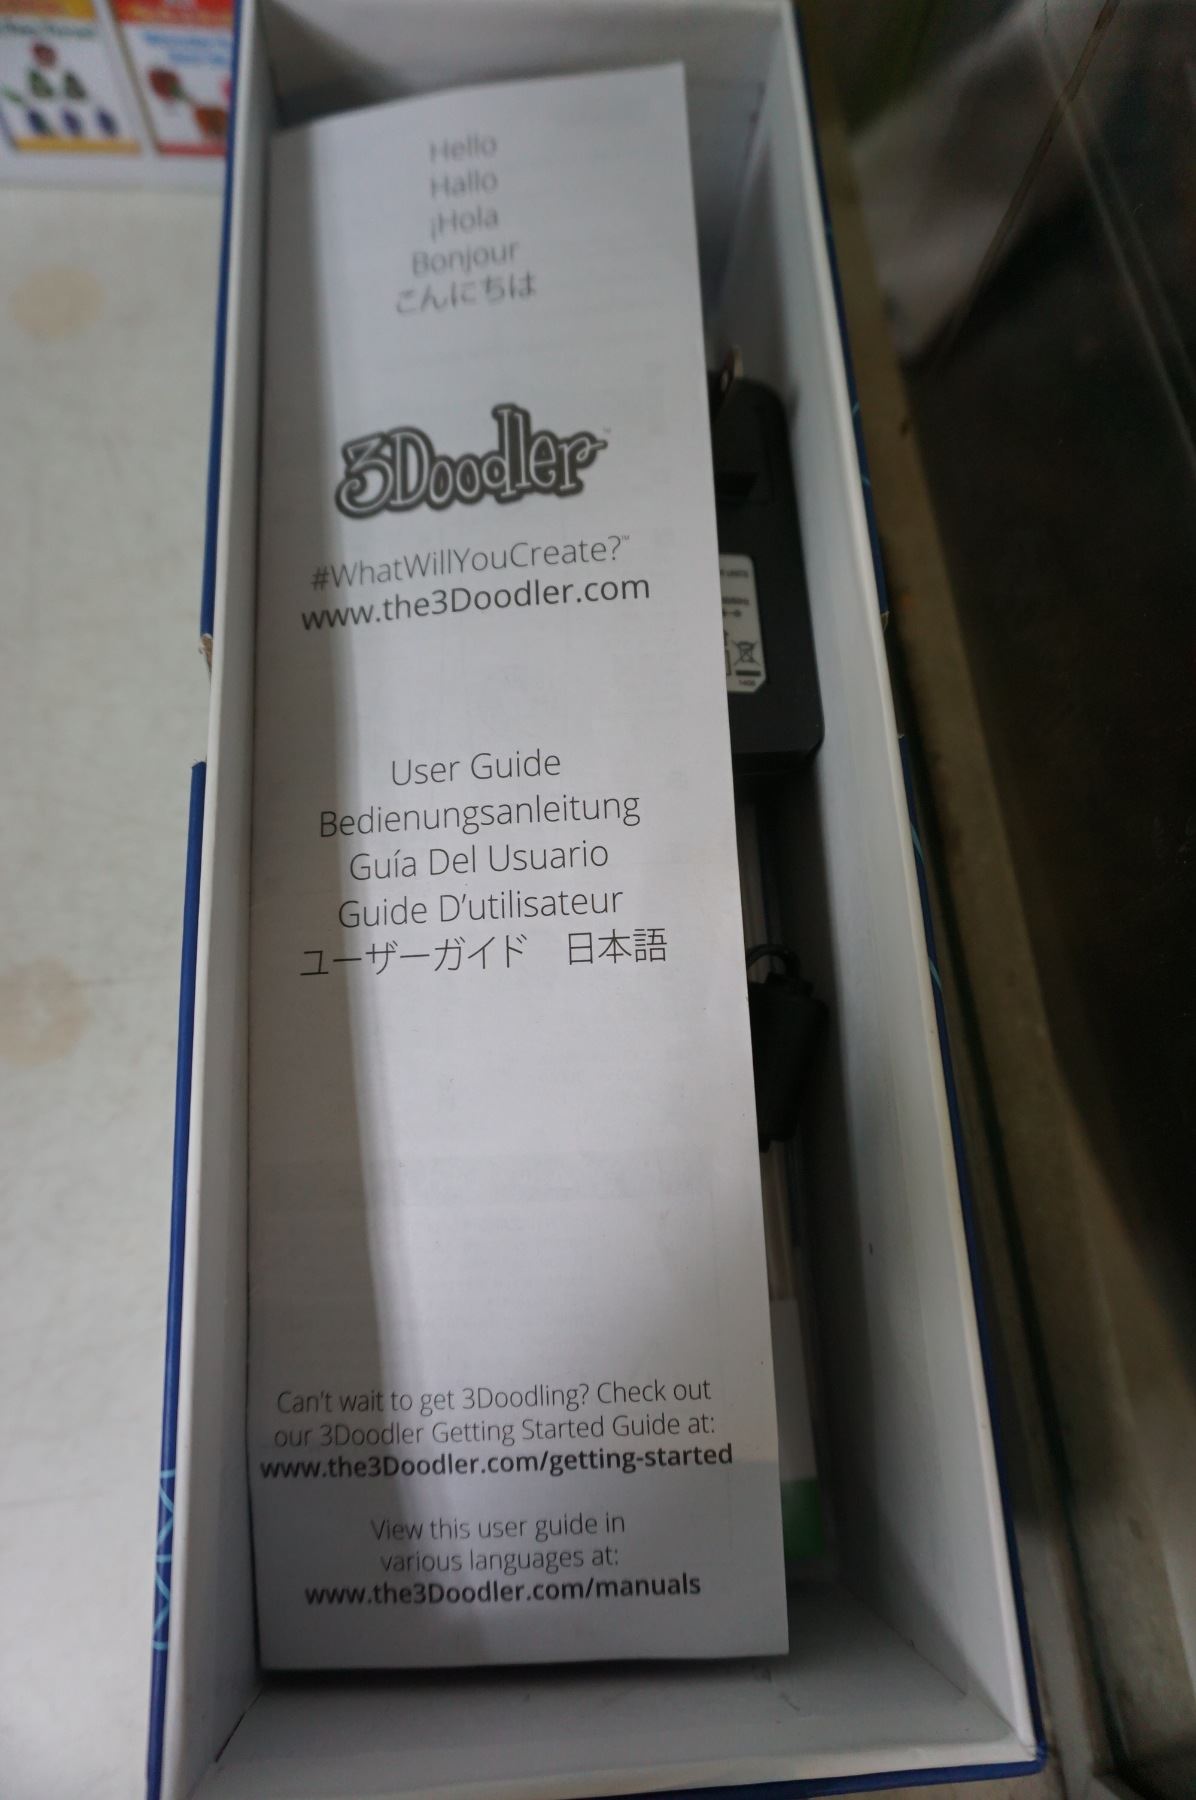 Hello
Hallo
¡Hola
Bonjour
こんにちは
3Doodler™
#WhatWillYouCreate?™
www.the3Doodler.com
User Guide
Bedienungsanleitung
Guía Del Usuario
Guide D'utilisateur
ユーザーガイド 日本語
Can't wait to get 3Doodling? Check out
our 3Doodler Getting Started Guide at:
www.the3Doodler.com/getting-started
View this user guide in
various languages at:
www.the3Doodler.com/manuals